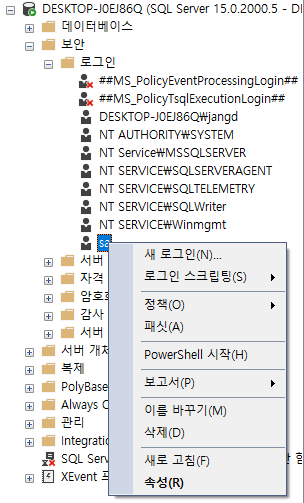 DESKTOP-J0EJ86Q (SQL Server 15.0.2000.5 - DI
데이터베이스
보안
로그인
##MS_PolicyEventProcessingLogin##
##MS_PolicyTsqlExecutionLogin##
DESKTOP-J0EJ86Q₩jangd
NT AUTHORITY₩SYSTEM
NT Service₩MSSQLSERVER
NT SERVICE₩SQLSERVERAGENT
NT SERVICE₩SQLTELEMETRY
NT SERVICE₩SQLWriter
NT SERVICE₩Winmgmt
sa
서버
자격
암호화
감사
서버
서버 개체
복제
PolyBase
Always O
관리
Integration
SQL Serve
XEvent 프
새 로그인(N)...
로그인 스크립팅(S)
정책(O)
패싯(A)
PowerShell 시작(H)
보고서(P)
이름 바꾸기(M)
삭제(D)
새로 고침(F)
속성(R)
함